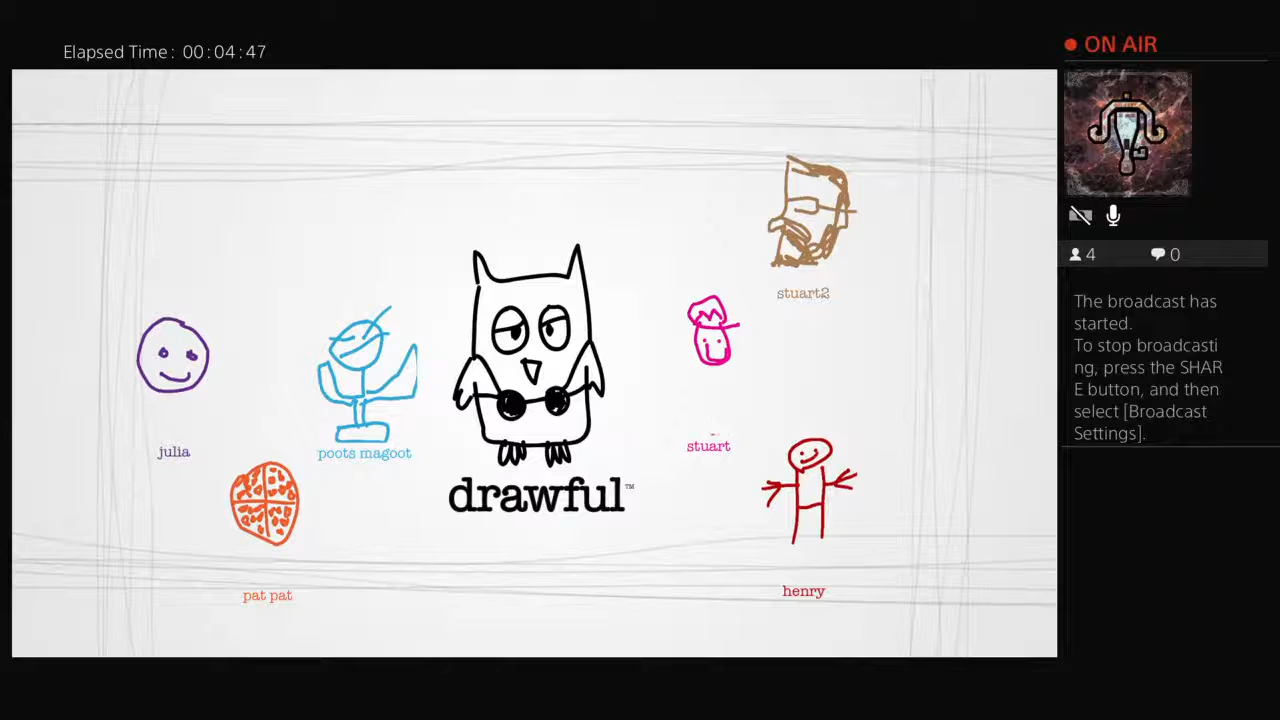 Elapsed Time: 00:04:47
ON AIR
4
0
The broadcast has
started.
To stop broadcasti
ng, press the SHAR
E button, and then
select [Broadcast
Settings].
stuart2
julia
poots magoot
stuart
drawful™
pat pat
henry